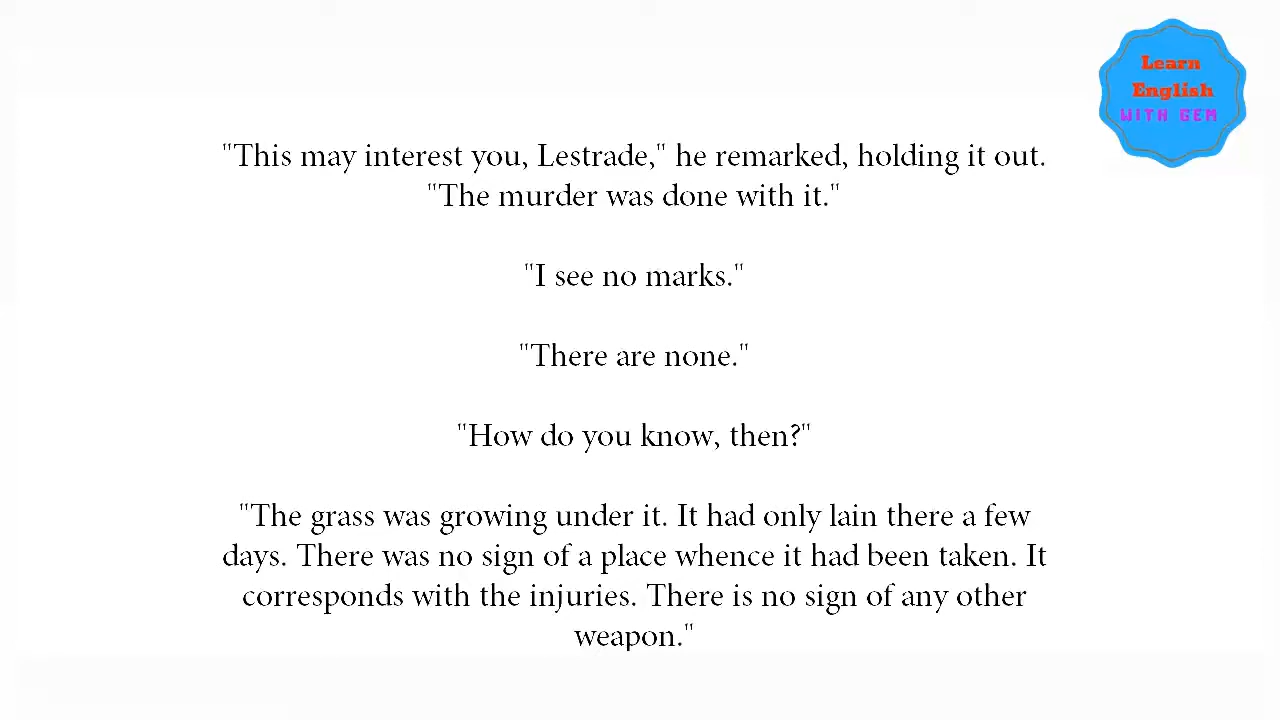 Learn
English
WITH GEM
"This may interest you, Lestrade," he remarked, holding it out.
"The murder was done with it."
"I see no marks."
"There are none."
"How do you know, then?"
"The grass was growing under it. It had only lain there a few
days. There was no sign of a place whence it had been taken. It
corresponds with the injuries. There is no sign of any other
weapon."